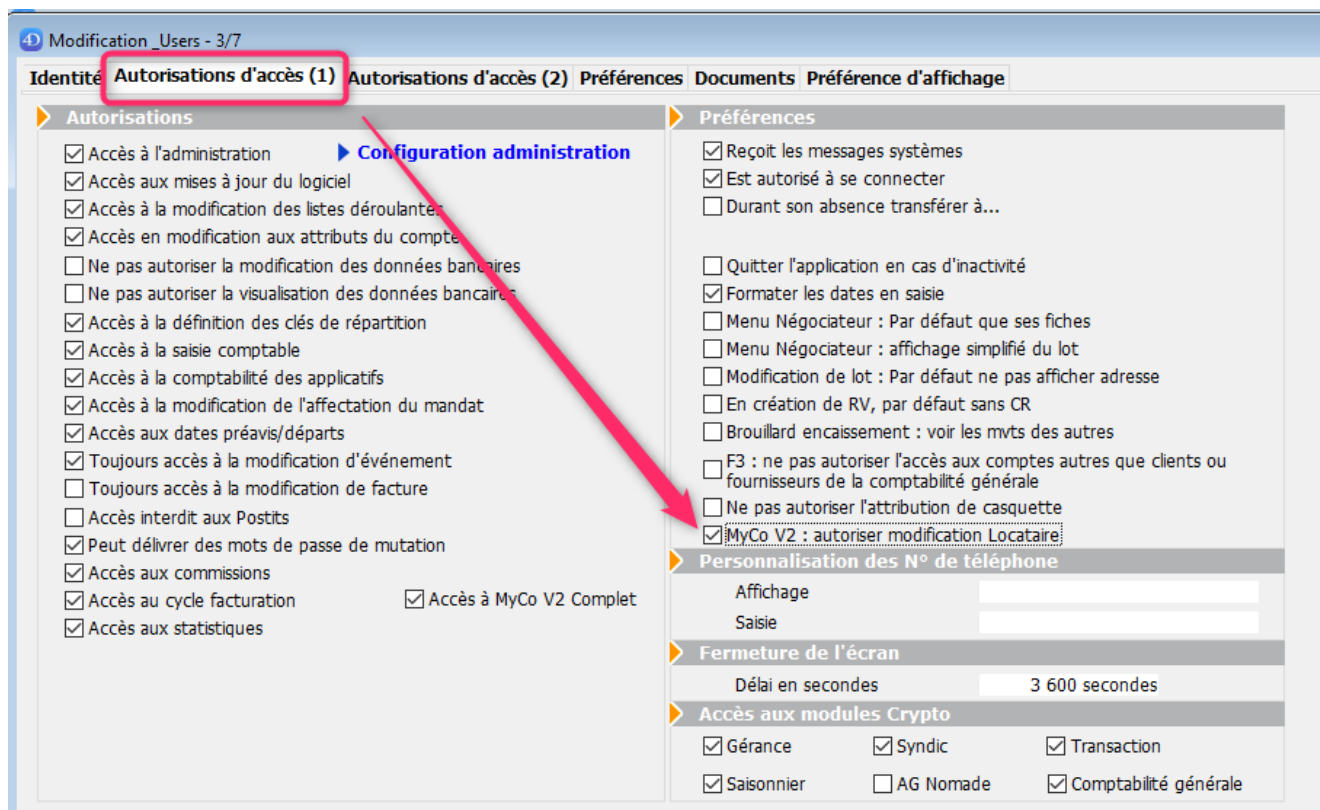 Modification _Users - 3/7
Identité Autorisations d'accès (1) Autorisations d'accès (2) Préférences Documents Préférence d'affichage
Autorisations
Accès à l'administration Configuration administration
Accès aux mises à jour du logiciel
Accès à la modification des listes déroulantes
Accès en modification aux attributs du compte
Ne pas autoriser la modification des données bancaires
Ne pas autoriser la visualisation des données bancaires
Accès à la définition des clés de répartition
Accès à la saisie comptable
Accès à la comptabilité des applicatifs
Accès à la modification de l'affectation du mandat
Accès aux dates préavis/départs
Toujours accès à la modification d'événement
Toujours accès à la modification de facture
Accès interdit aux Postits
Peut délivrer des mots de passe de mutation
Accès aux commissions
Accès au cycle facturation Accès à MyCo V2 Complet
Accès aux statistiques
Préférences
Reçoit les messages systèmes
Est autorisé à se connecter
Durant son absence transférer à...
Quitter l'application en cas d'inactivité
Formater les dates en saisie
Menu Négociateur : Par défaut que ses fiches
Menu Négociateur : affichage simplifié du lot
Modification de lot : Par défaut ne pas afficher adresse
En création de RV, par défaut sans CR
Brouillard encaissement : voir les mvts des autres
F3 : ne pas autoriser l'accès aux comptes autres que clients ou
fournisseurs de la comptabilité générale
Ne pas autoriser l'attribution de casquette
MyCo V2 : autoriser modification Locataire
Personnalisation des N° de téléphone
Affichage
Saisie
Fermeture de l'écran
Délai en secondes 3 600 secondes
Accès aux modules Crypto
Gérance Syndic Transaction
Saisonnier AG Nomade Comptabilité générale